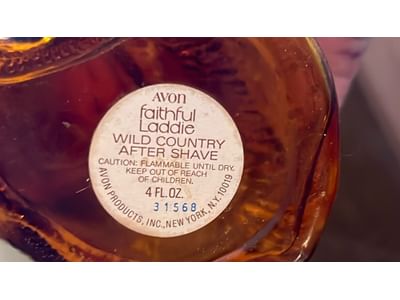 AVON
faithful
Laddie
WILD COUNTRY
AFTER SHAVE
CAUTION: FLAMMABLE UNTIL DRY.
KEEP OUT OF REACH
OF CHILDREN.
4 FL. OZ.
31568
AVON PRODUCTS, INC., NEW YORK, N.Y. 10019